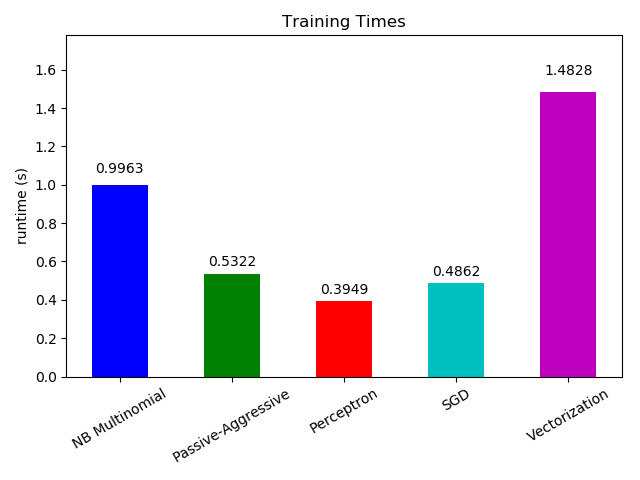 Training Times
runtime (s)
1.6
1.4
1.2
1.0
0.8
0.6
0.4
0.2
0.0
0.9963
0.5322
0.3949
0.4862
1.4828
NB Multinomial
Passive-Aggressive
Perceptron
SGD
Vectorization